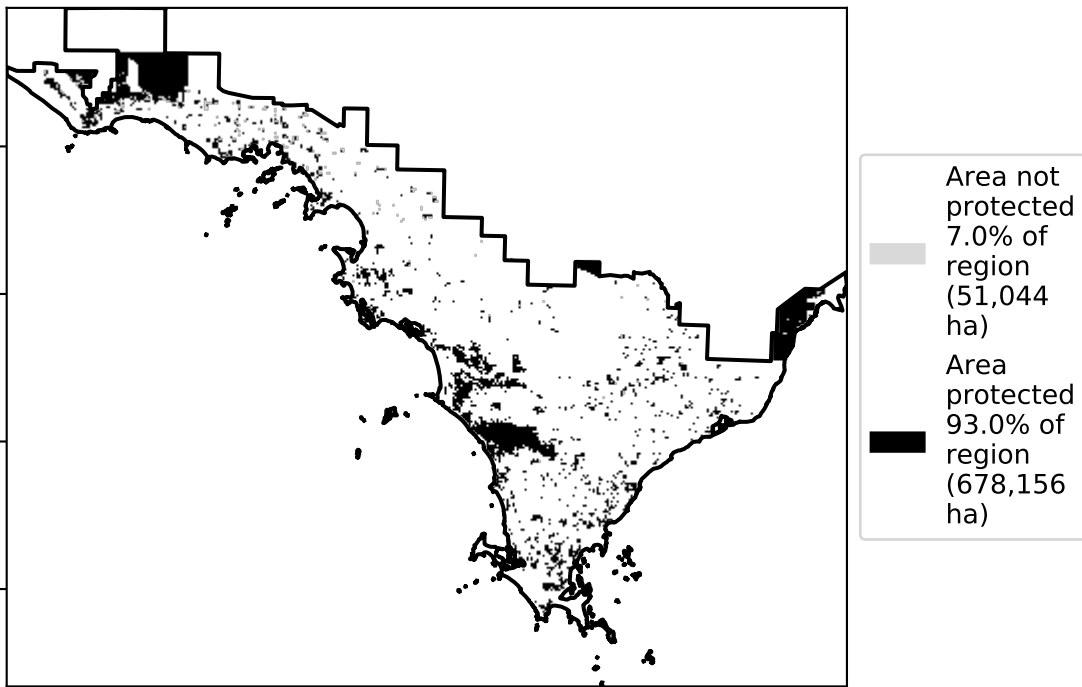 Area not
protected
7.0% of
region
(51,044
ha)
Area
protected
93.0% of
region
(678,156
ha)